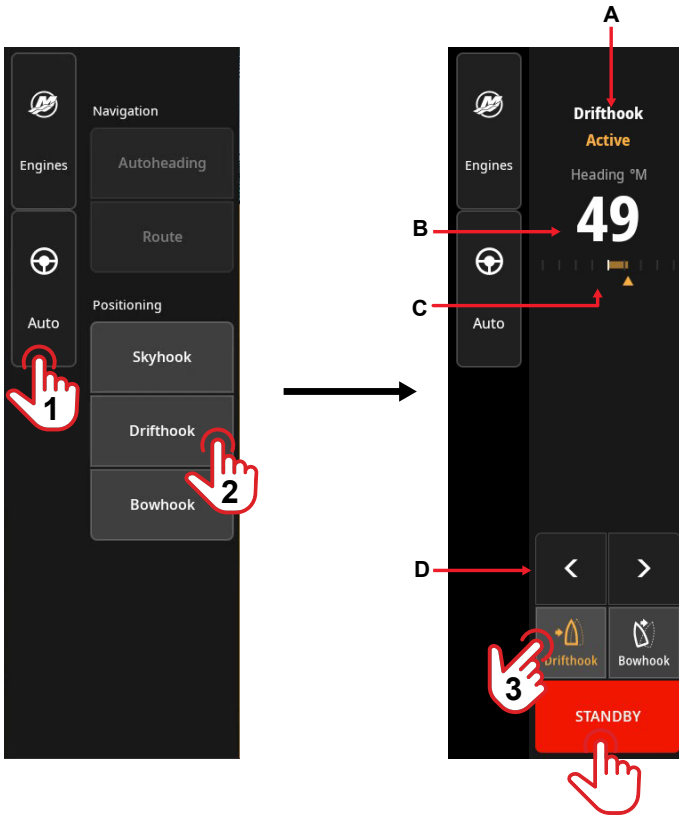 Engines
Auto
1
Navigation
Autoheading
Route
Positioning
Skyhook
Drifthook
2
Bowhook
A
Engines
Auto
Drifthook
Active
Heading °M
B
49
C
D
<
>
Drifthook
Bowhook
3
STANDBY